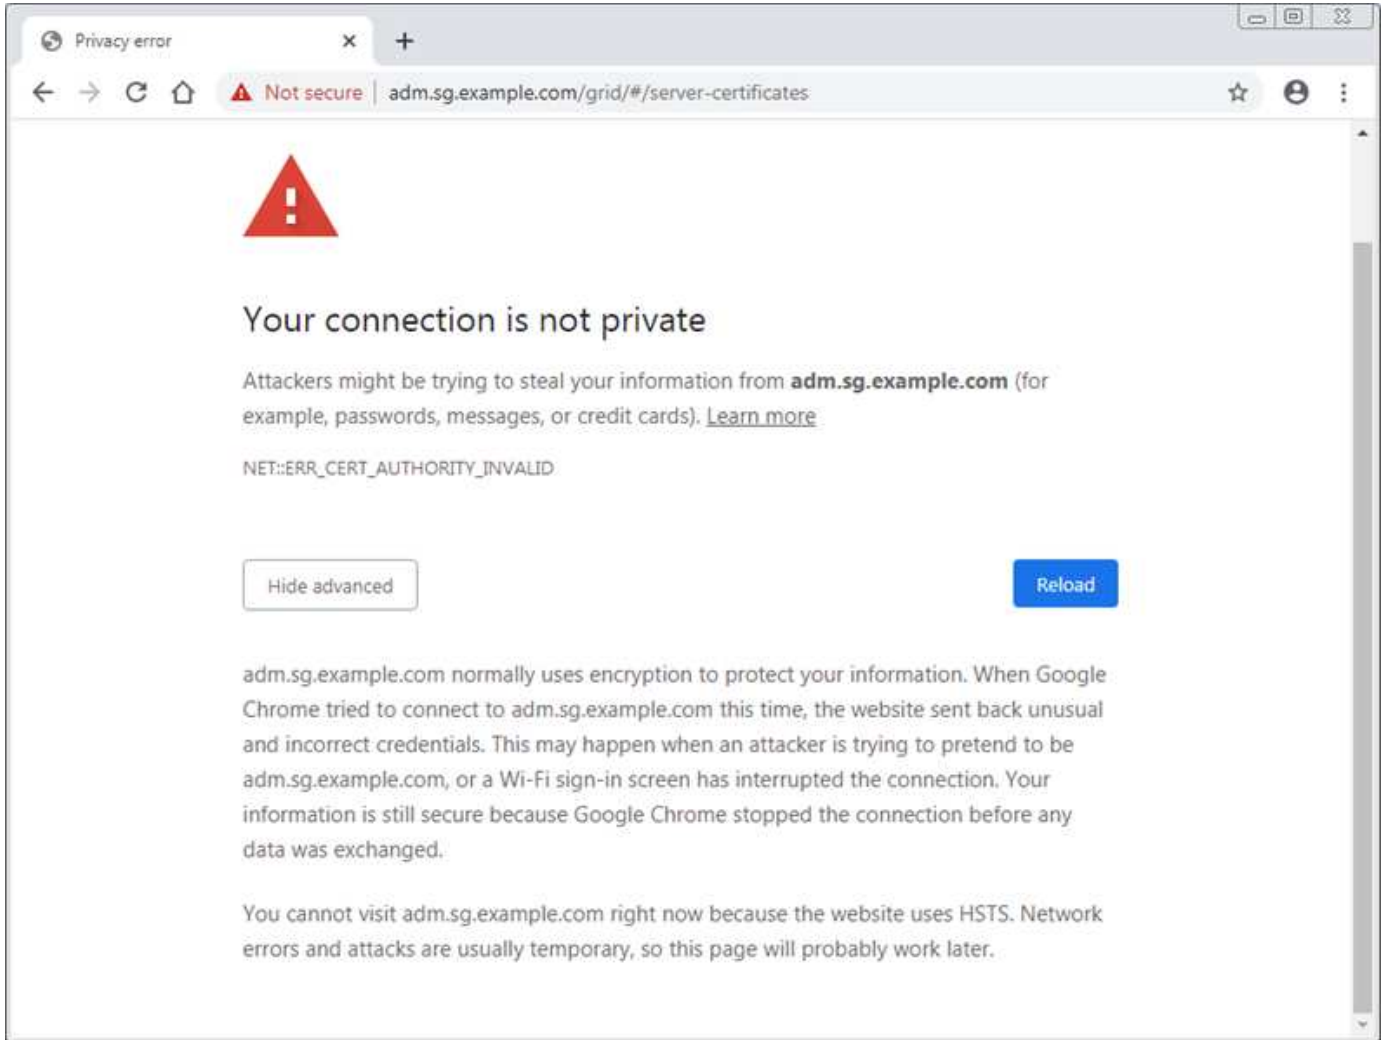 Privacy error
Not secure adm.sg.example.com/grid/#/server-certificates
Your connection is not private
Attackers might be trying to steal your information from adm.sg.example.com (for
example, passwords, messages, or credit cards). Learn more
NET::ERR_CERT_AUTHORITY_INVALID
Hide advanced
Reload
adm.sg.example.com normally uses encryption to protect your information. When Google
Chrome tried to connect to adm.sg.example.com this time, the website sent back unusual
and incorrect credentials. This may happen when an attacker is trying to pretend to be
adm.sg.example.com, or a Wi-Fi sign-in screen has interrupted the connection. Your
information is still secure because Google Chrome stopped the connection before any
data was exchanged.
You cannot visit adm.sg.example.com right now because the website uses HSTS. Network
errors and attacks are usually temporary, so this page will probably work later.